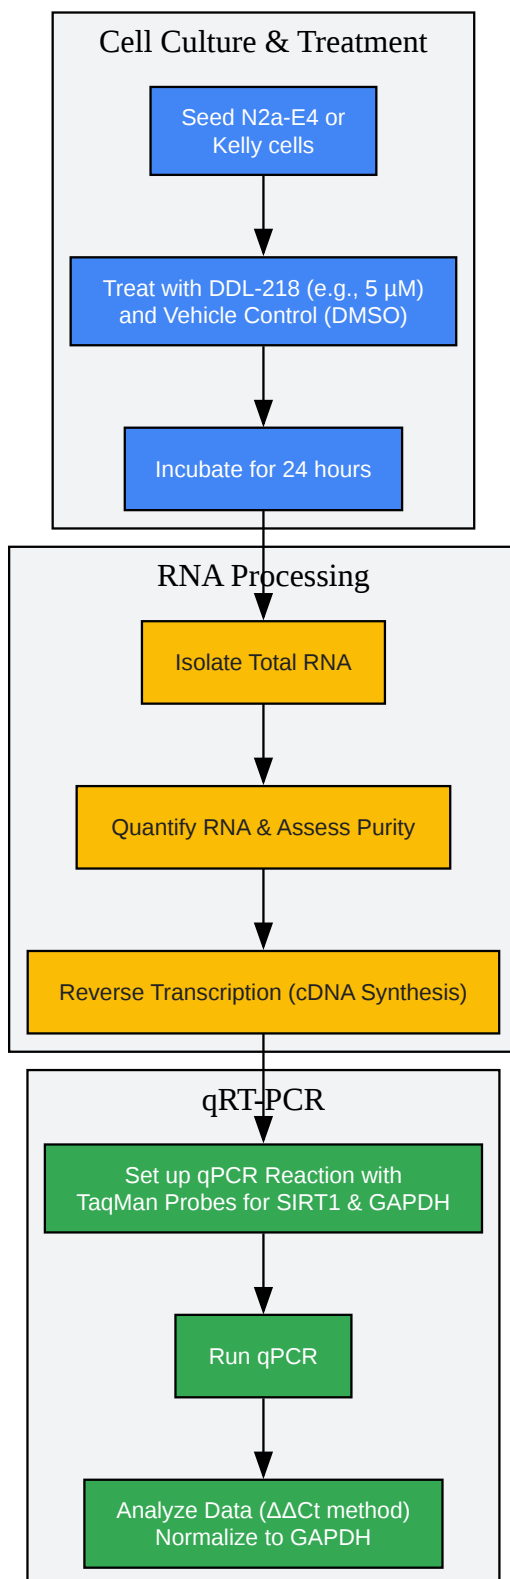 Cell Culture & Treatment
Seed N2a-E4 or
Kelly cells
Treat with DDL-218 (e.g., 5 µM)
and Vehicle Control (DMSO)
Incubate for 24 hours
RNA Processing
Isolate Total RNA
Quantify RNA & Assess Purity
Reverse Transcription (cDNA Synthesis)
qRT-PCR
Set up qPCR Reaction with
TaqMan Probes for SIRT1 & GAPDH
Run qPCR
Analyze Data (ΔΔCt method)
Normalize to GAPDH